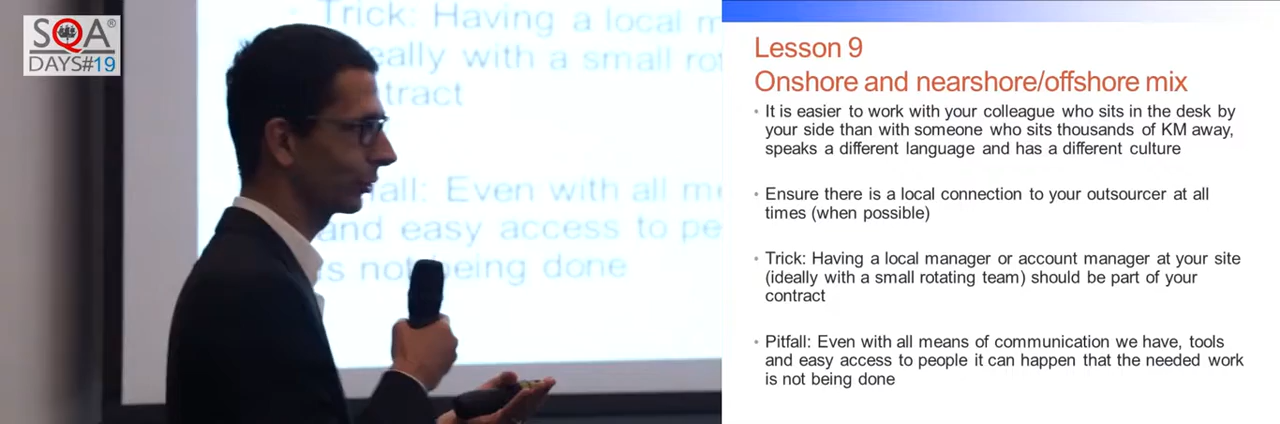 SQA®
DAYS#19
Trick: Having a local
ally with a small
tract
all: Even with all
and easy access to
s not being done
Lesson 9
Onshore and nearshore/offshore mix
• It is easier to work with your colleague who sits in the desk by
your side than with someone who sits thousands of KM away,
speaks a different language and has a different culture
• Ensure there is a local connection to your outsourcer at all
times (when possible)
• Trick: Having a local manager or account manager at your site
(ideally with a small rotating team) should be part of your
contract
• Pitfall: Even with all means of communication we have, tools
and easy access to people it can happen that the needed work
is not being done